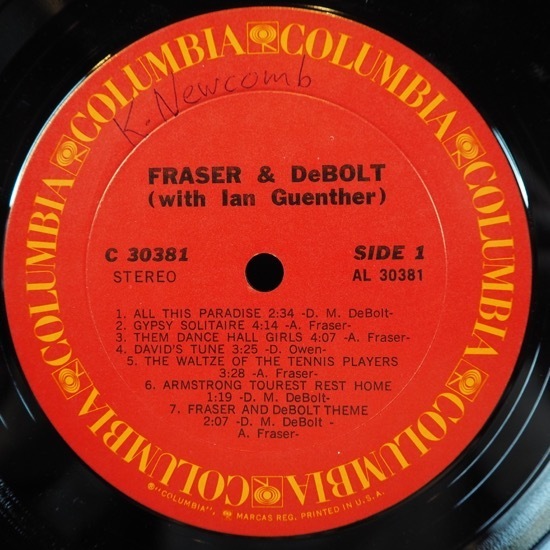 COLUMBIA COLUMBIA COLUMBIA COLUMBIA COLUMBIA COLUMBIA
K. Newcomb
FRASER & DeBOLT
(with Ian Guenther)
C 30381 SIDE 1
STEREO AL 30381
1. ALL THIS PARADISE 2:34 -D. M. DeBolt-
2. GYPSY SOLITAIRE 4:14 -A. Fraser-
3. THEM DANCE HALL GIRLS 4:07 -A. Fraser-
4. DAVID'S TUNE 3:25 -D. Owen-
5. THE WALTZE OF THE TENNIS PLAYERS
3:28 -A. Fraser-
6. ARMSTRONG TOUREST REST HOME
1:19 -D. M. DeBolt-
7. FRASER AND DeBOLT THEME
2:07 -D. M. DeBolt -
A. Fraser-
®"COLUMBIA", MARCAS REG. PRINTED IN U.S.A.